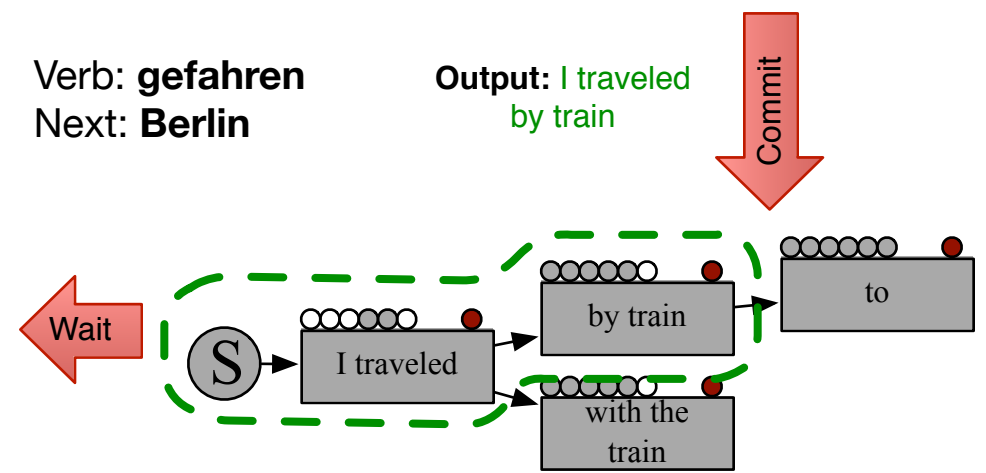 Verb: gefahren
Next: Berlin
Output: I traveled
by train
Commit
Wait
S
I traveled
by train
to
with the
train